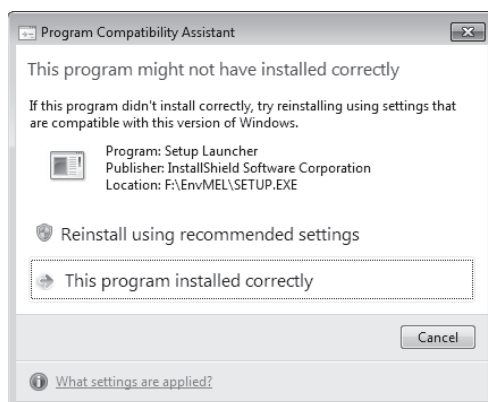 Program Compatibility Assistant
This program might not have installed correctly
If this program didn't install correctly, try reinstalling using settings that
are compatible with this version of Windows.
Program: Setup Launcher
Publisher: InstallShield Software Corporation
Location: F:\EnvMEL\SETUP.EXE
Reinstall using recommended settings
This program installed correctly
Cancel
What settings are applied?